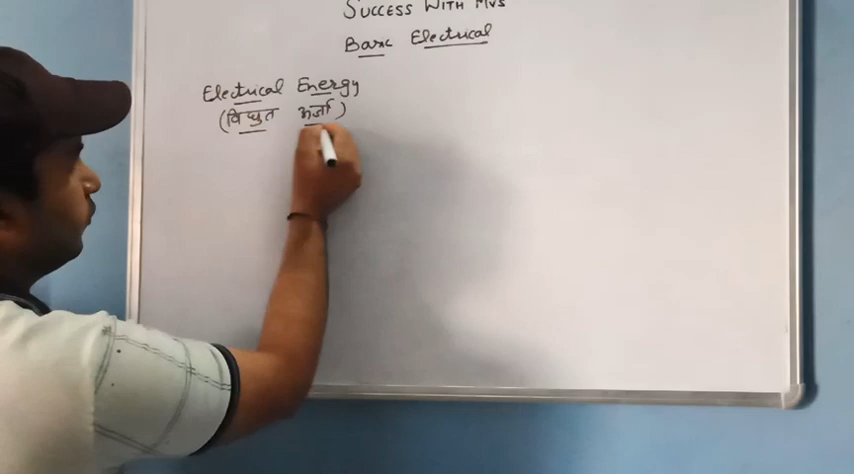 SUCCESS WITH MVS
Basic Electrical
Electrical Energy
(विधुत ऊर्जा)